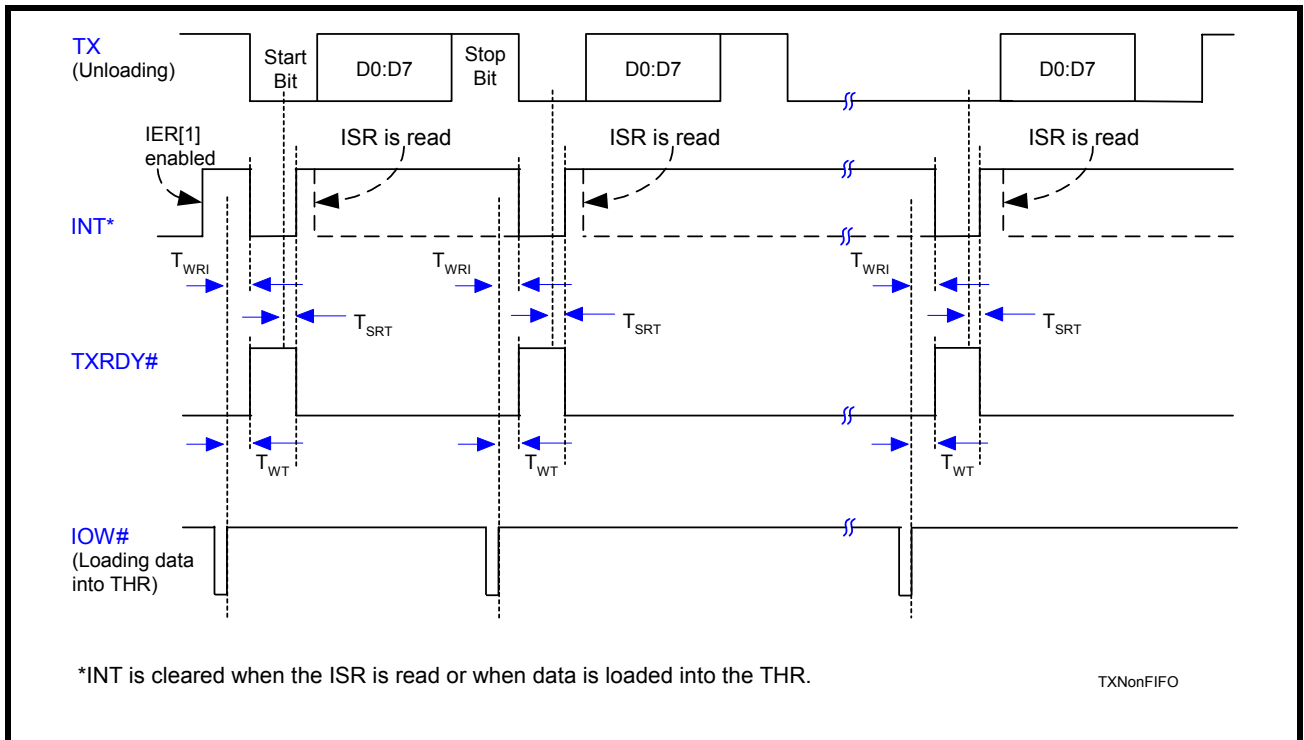 TX
(Unloading)
Start
Bit
D0:D7
Stop
Bit
D0:D7
D0:D7
IER[1]
enabled
ISR is read
ISR is read
ISR is read
INT*
TWRI
TWRI
TWRI
TSRT
TSRT
TSRT
TXRDY#
TWT
TWT
TWT
IOW#
(Loading data
into THR)
*INT is cleared when the ISR is read or when data is loaded into the THR.
TXNonFIFO